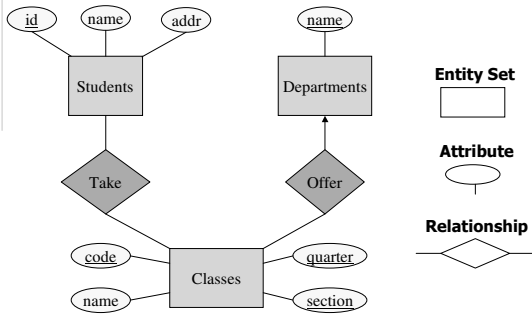 id
name
addr
name
Students
Departments
Entity Set
Attribute
Take
Offer
Relationship
code
quarter
Classes
name
section